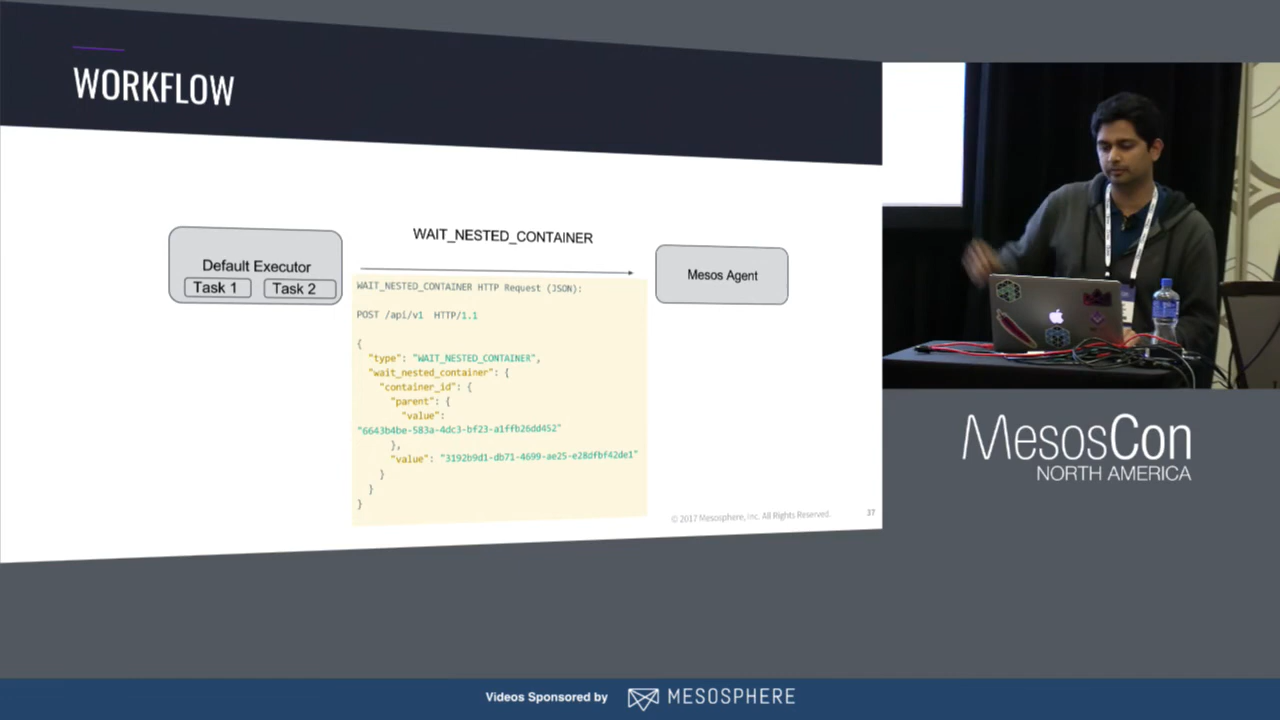 WORKFLOW
WAIT_NESTED_CONTAINER
Default Executor
Task 1
Task 2
Mesos Agent
WAIT_NESTED_CONTAINER HTTP Request (JSON):
POST /api/v1 HTTP/1.1
{
"type": "WAIT_NESTED_CONTAINER",
"wait_nested_container": {
"container_id": {
"parent": {
"value":
"6643b4be-583a-4dc3-bf23-a1ffb26dd452"
},
"value": "3192b9d1-db71-4699-ae25-e28dfbf42de1"
}
}
}
© 2017 Mesosphere, Inc. All Rights Reserved.
37
MesosCon
NORTH AMERICA
Videos Sponsored by
MESOSPHERE